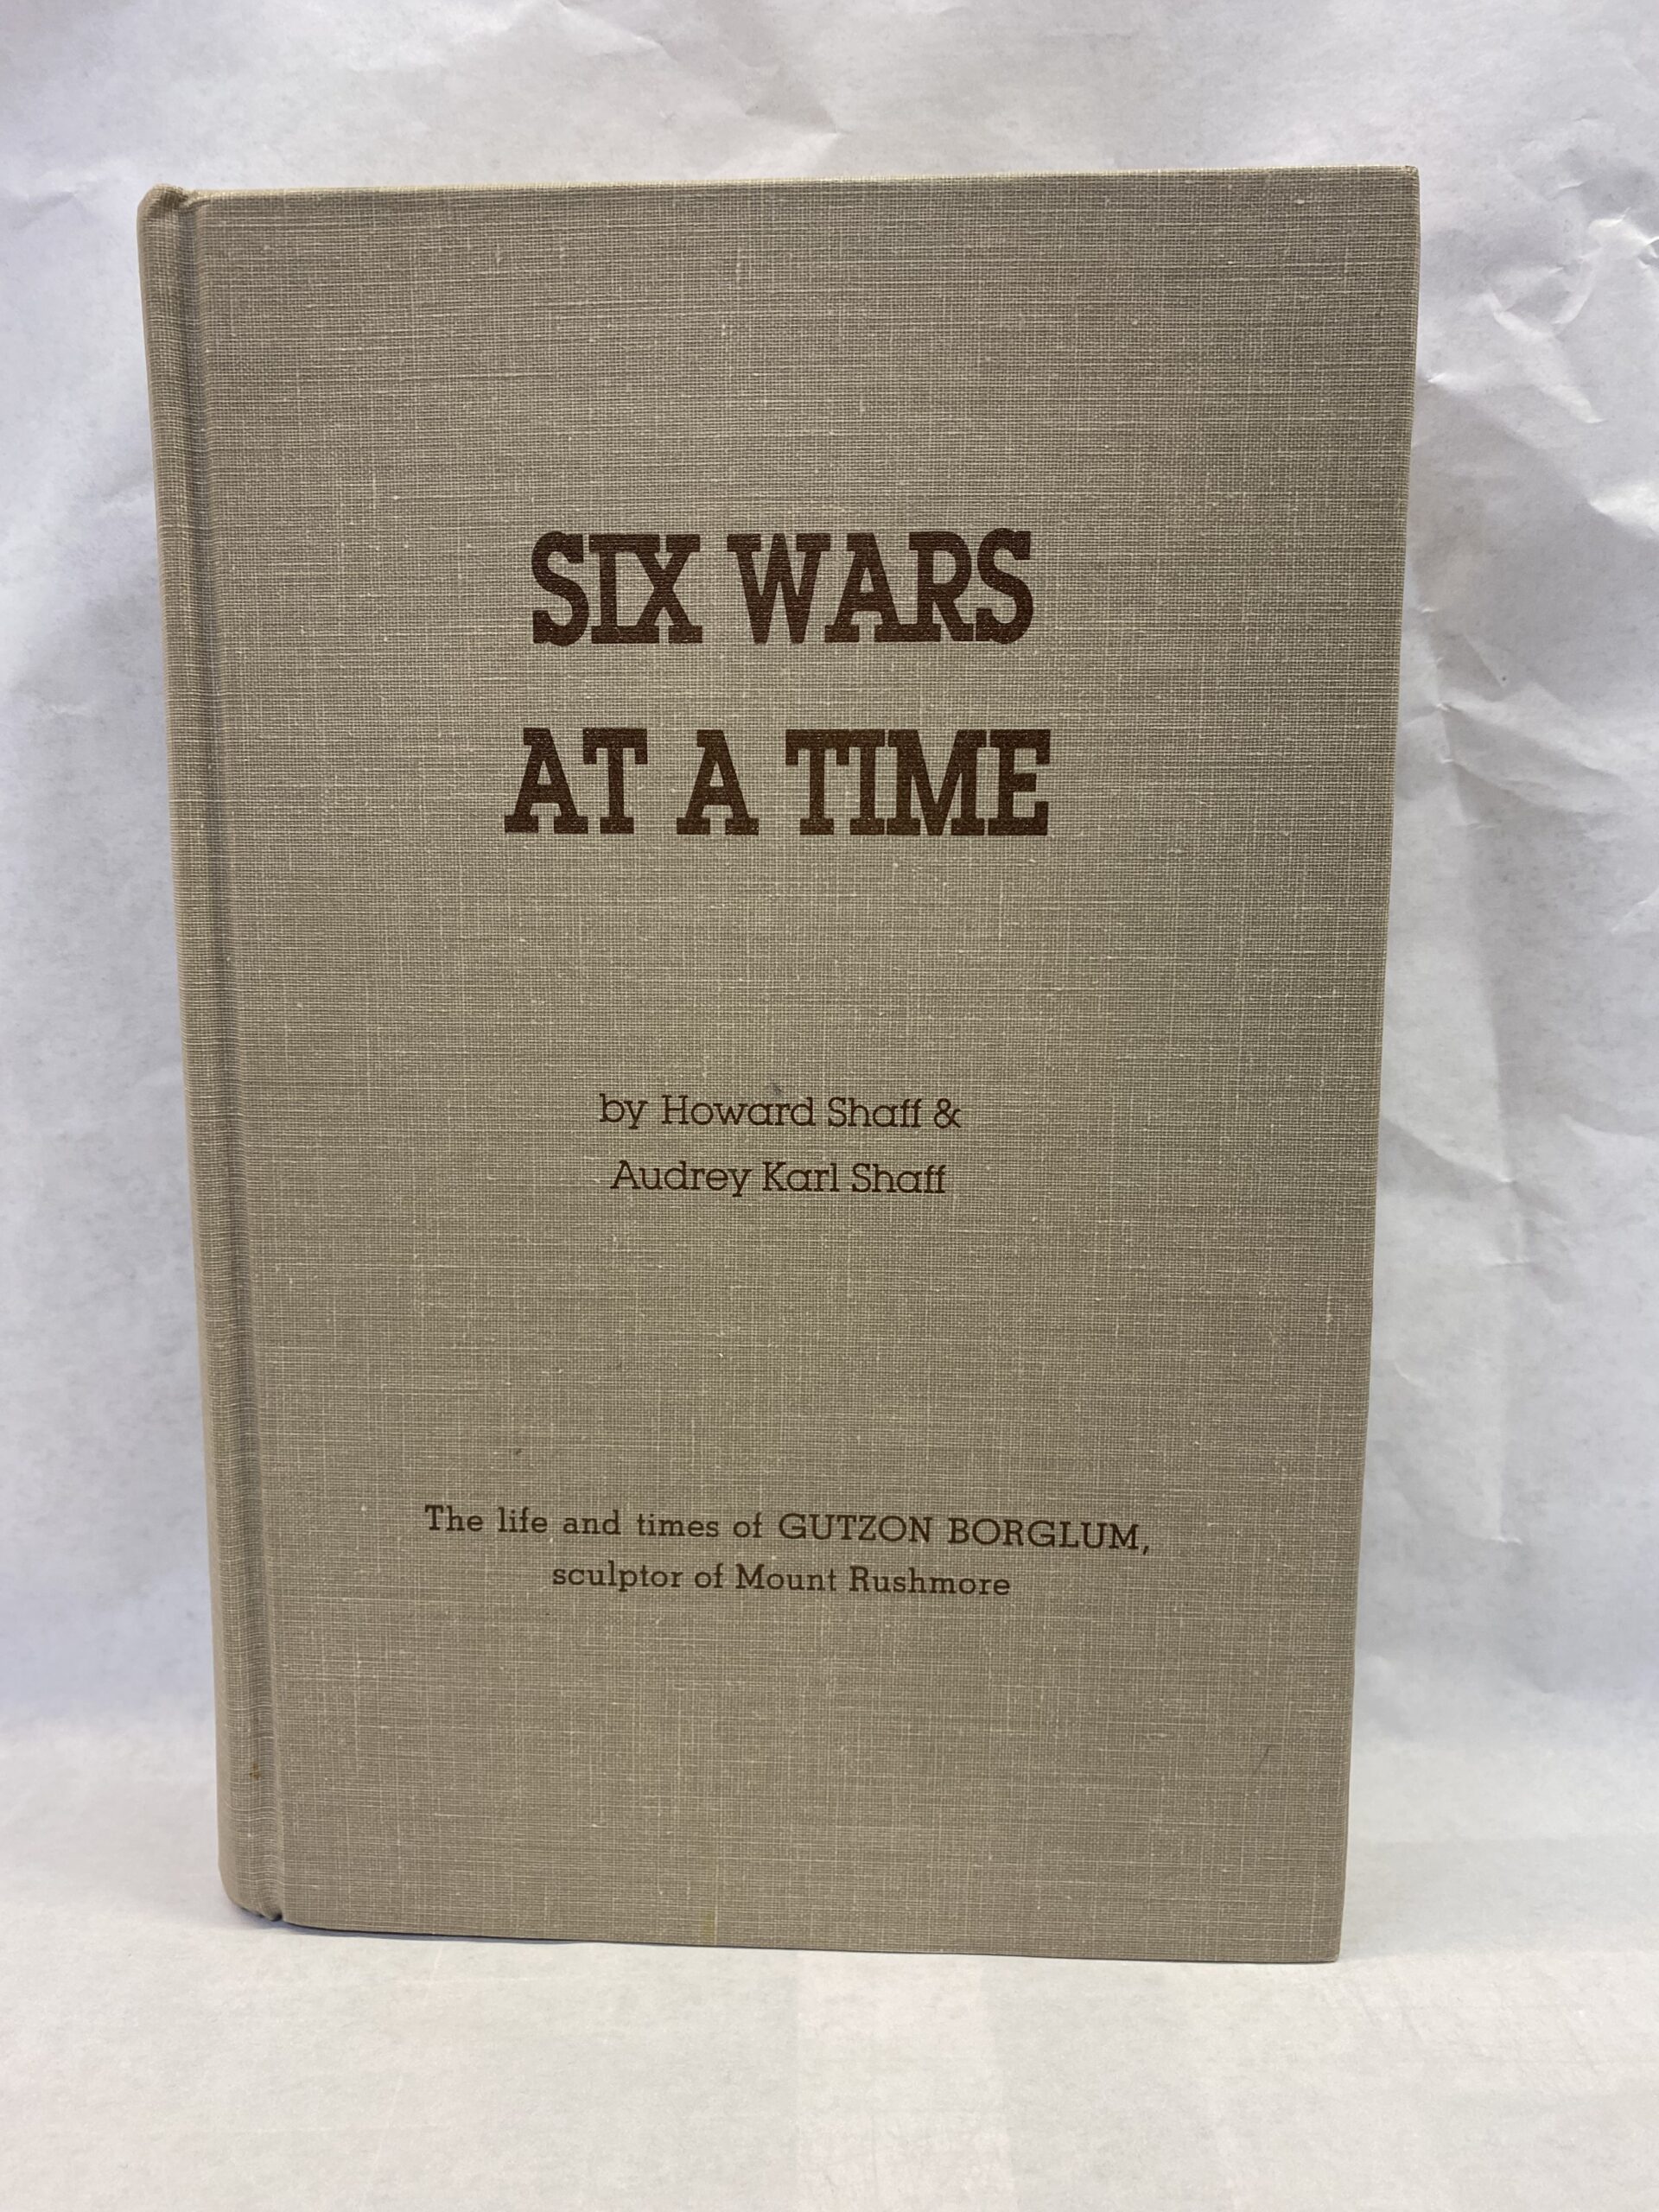 SIX WARS
AT A TIME
by Howard Shaff &
Audrey Karl Shaff
The life and times of GUTZON BORGLUM,
sculptor of Mount Rushmore